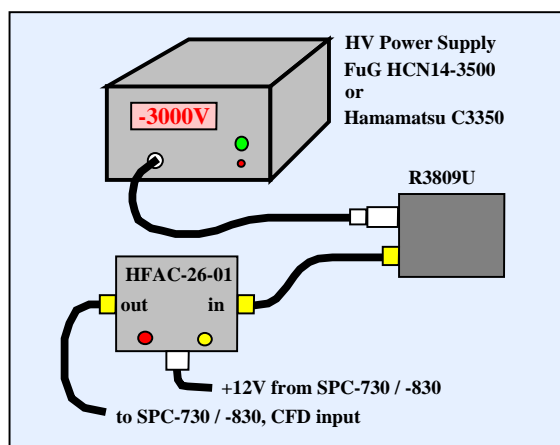 HV Power Supply
FuG HCN14-3500
or
Hamamatsu C3350
-3000V
R3809U
HFAC-26-01
out in
+12V from SPC-730 / -830
to SPC-730 / -830, CFD input